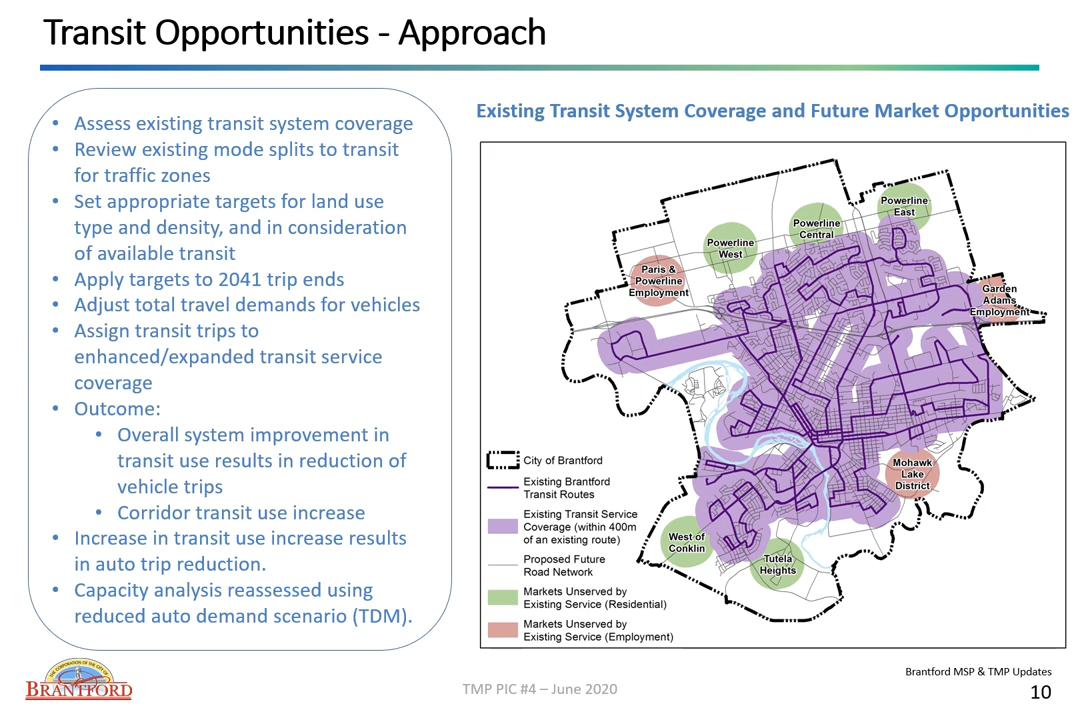 Transit Opportunities - Approach
• Assess existing transit system coverage
• Review existing mode splits to transit
for traffic zones
• Set appropriate targets for land use
type and density, and in consideration
of available transit
• Apply targets to 2041 trip ends
• Adjust total travel demands for vehicles
• Assign transit trips to
enhanced/expanded transit service
coverage
• Outcome:
• Overall system improvement in
transit use results in reduction of
vehicle trips
• Corridor transit use increase
• Increase in transit use increase results
in auto trip reduction.
• Capacity analysis reassessed using
reduced auto demand scenario (TDM).
Existing Transit System Coverage and Future Market Opportunities
Powerline
East
Powerline
Central
Powerline
West
Paris &
Powerline
Employment
Garden
Adams
Employment
Mohawk
Lake
District
West of
Conklin
Tutela
Heights
City of Brantford
Existing Brantford
Transit Routes
Existing Transit Service
Coverage (within 400m
of an existing route)
Proposed Future
Road Network
Markets Unserved by
Existing Service (Residential)
Markets Unserved by
Existing Service (Employment)
THE CORPORATION OF THE CITY OF
BRANTFORD
TMP PIC #4 – June 2020
Brantford MSP & TMP Updates
10